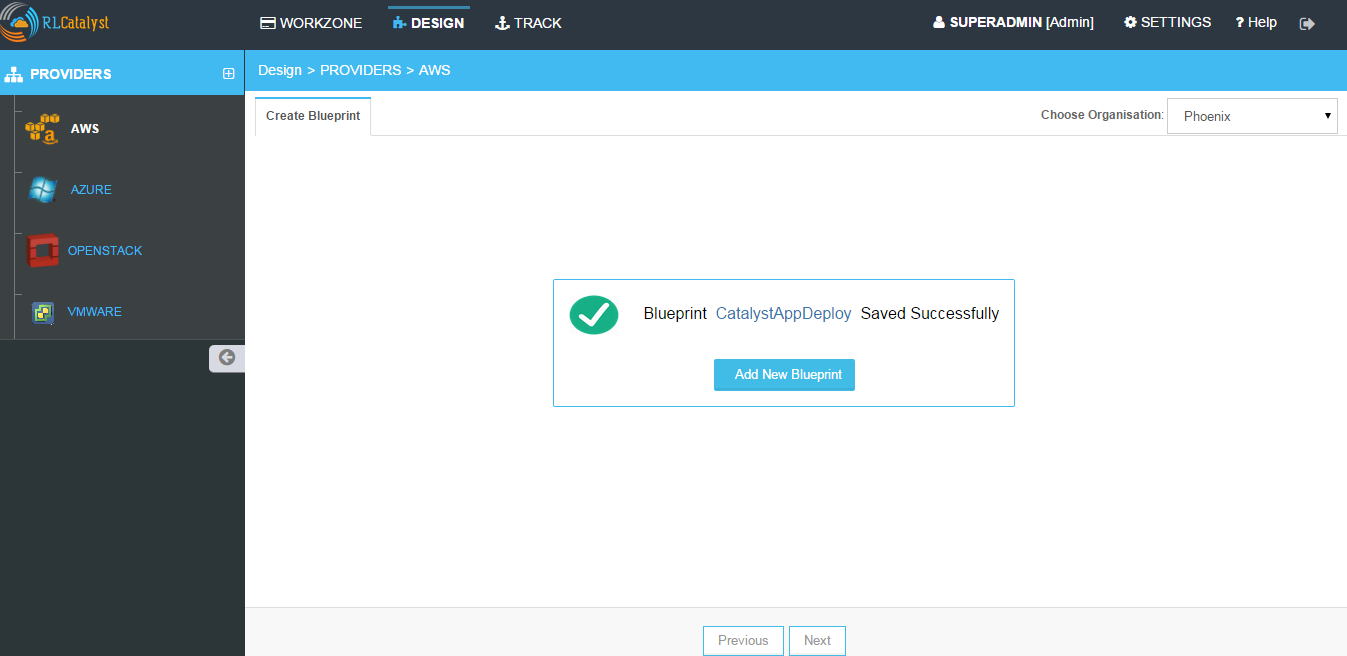 RLCatalyst
WORKZONE
DESIGN
TRACK
SUPERADMIN [Admin]
SETTINGS
? Help
PROVIDERS
Design > PROVIDERS > AWS
AWS
AZURE
OPENSTACK
VMWARE
Create Blueprint
Choose Organisation:
Phoenix
Blueprint CatalystAppDeploy Saved Successfully
Add New Blueprint
Previous
Next